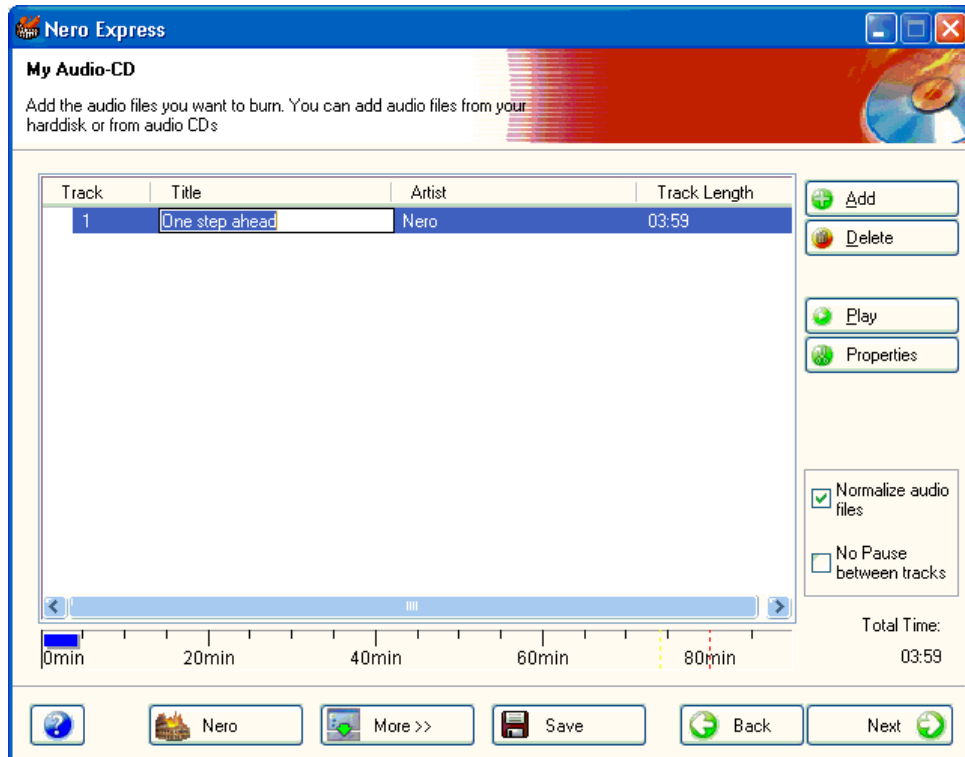 Nero Express
My Audio-CD
Add the audio files you want to burn. You can add audio files from your
harddisk or from audio CDs
Track Title Artist Track Length
1 One step ahead Nero 03:59
Add
Delete
Play
Properties
Normalize audio
files
No Pause
between tracks
0min 20min 40min 60min 80min
Total Time:
03:59
Nero More >> Save Back Next